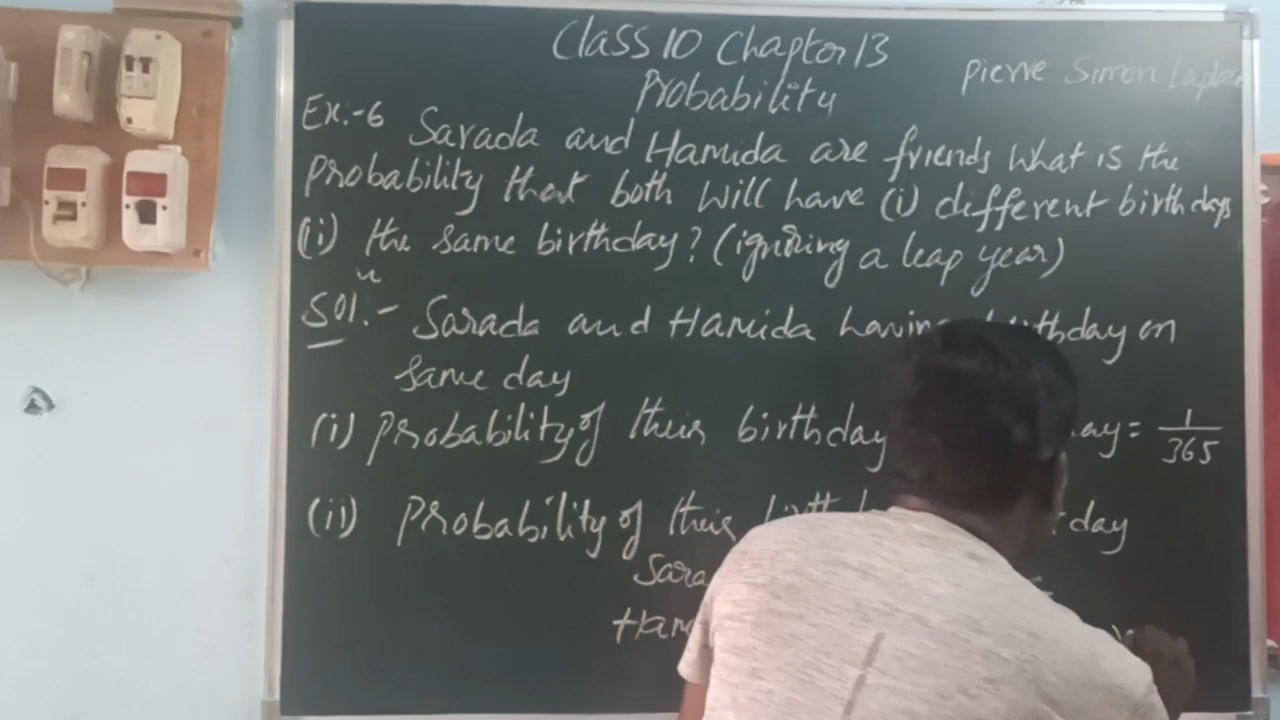 Class 10 Chapter 13
Pierre Simon
Probability
Ex:-6 Sarada and Hamida are friends What is the
Probability that both will have (i) different birthdays
(ii) the same birthday? (ignoring a leap year)
Sol:- Sarada and Hamida having birthday on
same day
(i) Probability of their birthday = 1/365
(ii) Probability of their day